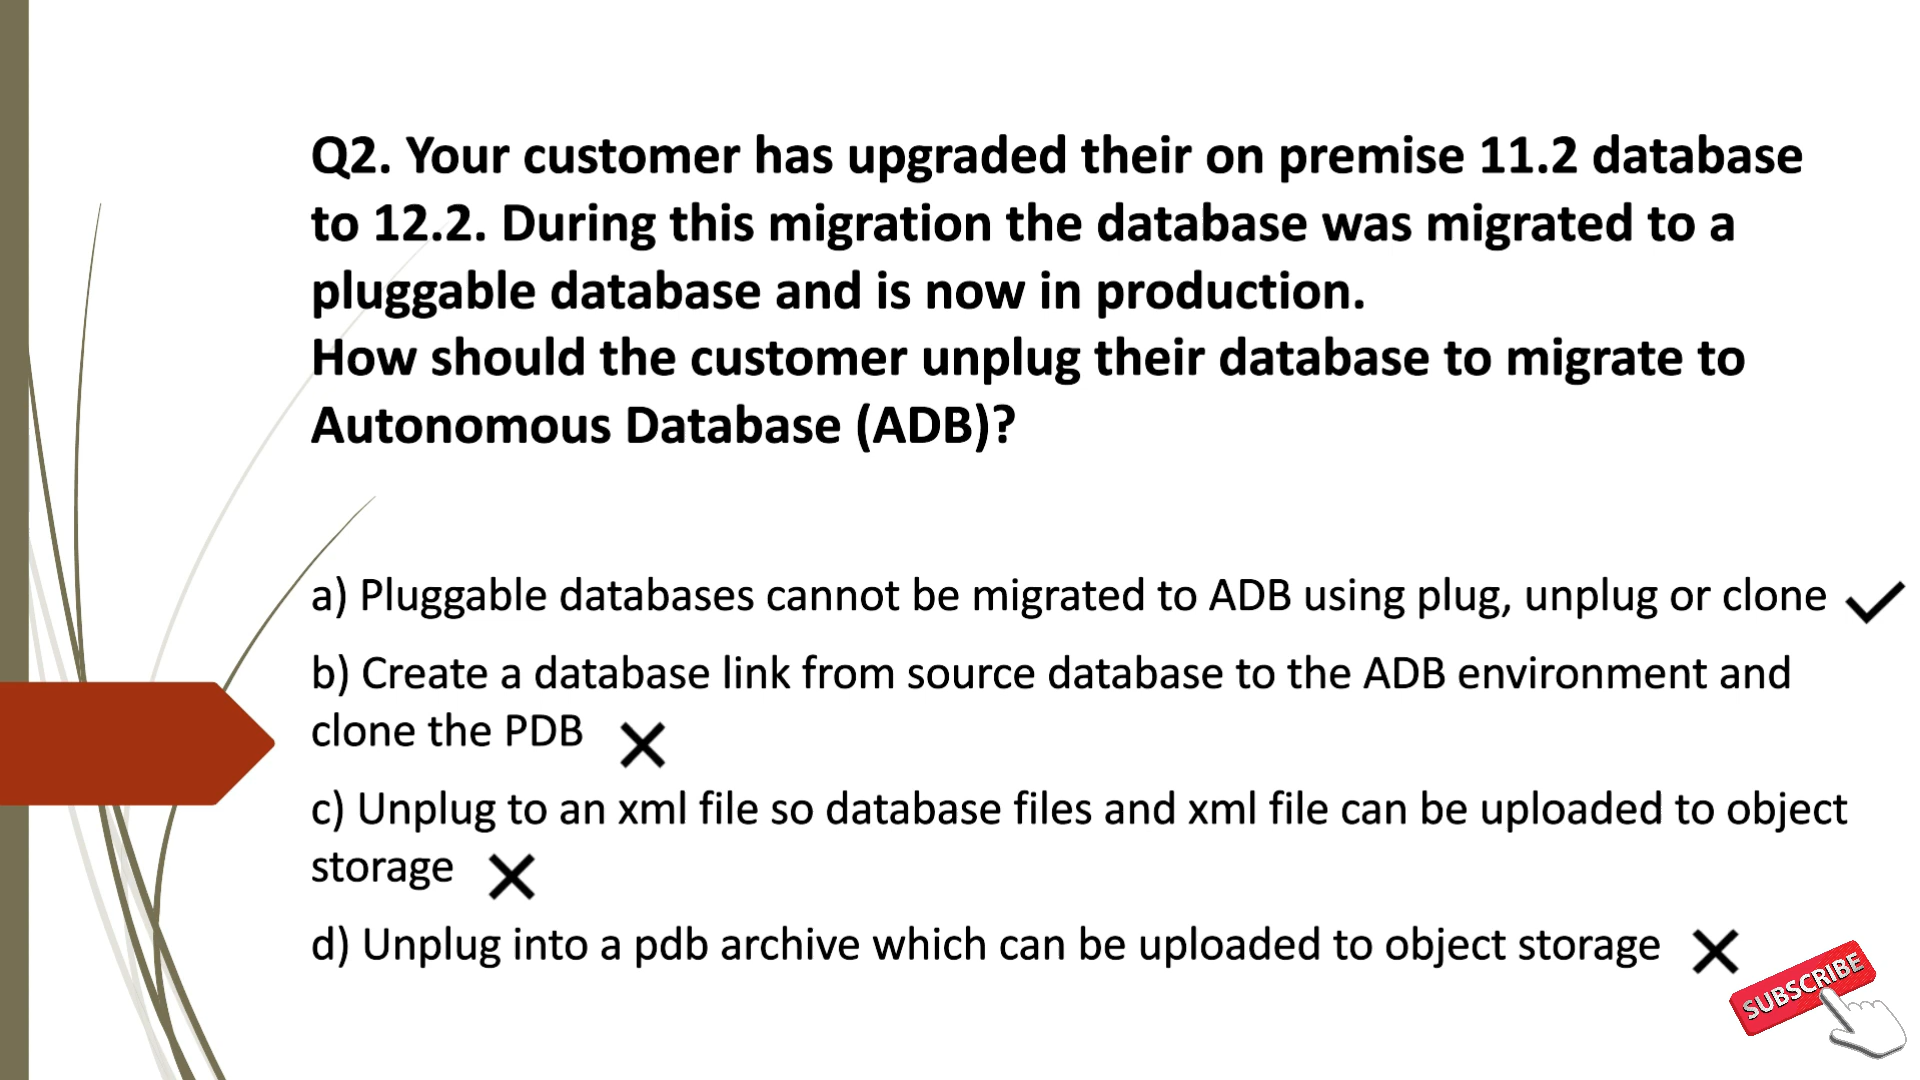 Q2. Your customer has upgraded their on premise 11.2 database
to 12.2. During this migration the database was migrated to a
pluggable database and is now in production.
How should the customer unplug their database to migrate to
Autonomous Database (ADB)?
a) Pluggable databases cannot be migrated to ADB using plug, unplug or clone
b) Create a database link from source database to the ADB environment and
clone the PDB
c) Unplug to an xml file so database files and xml file can be uploaded to object
storage
d) Unplug into a pdb archive which can be uploaded to object storage
SUBSCRIBE